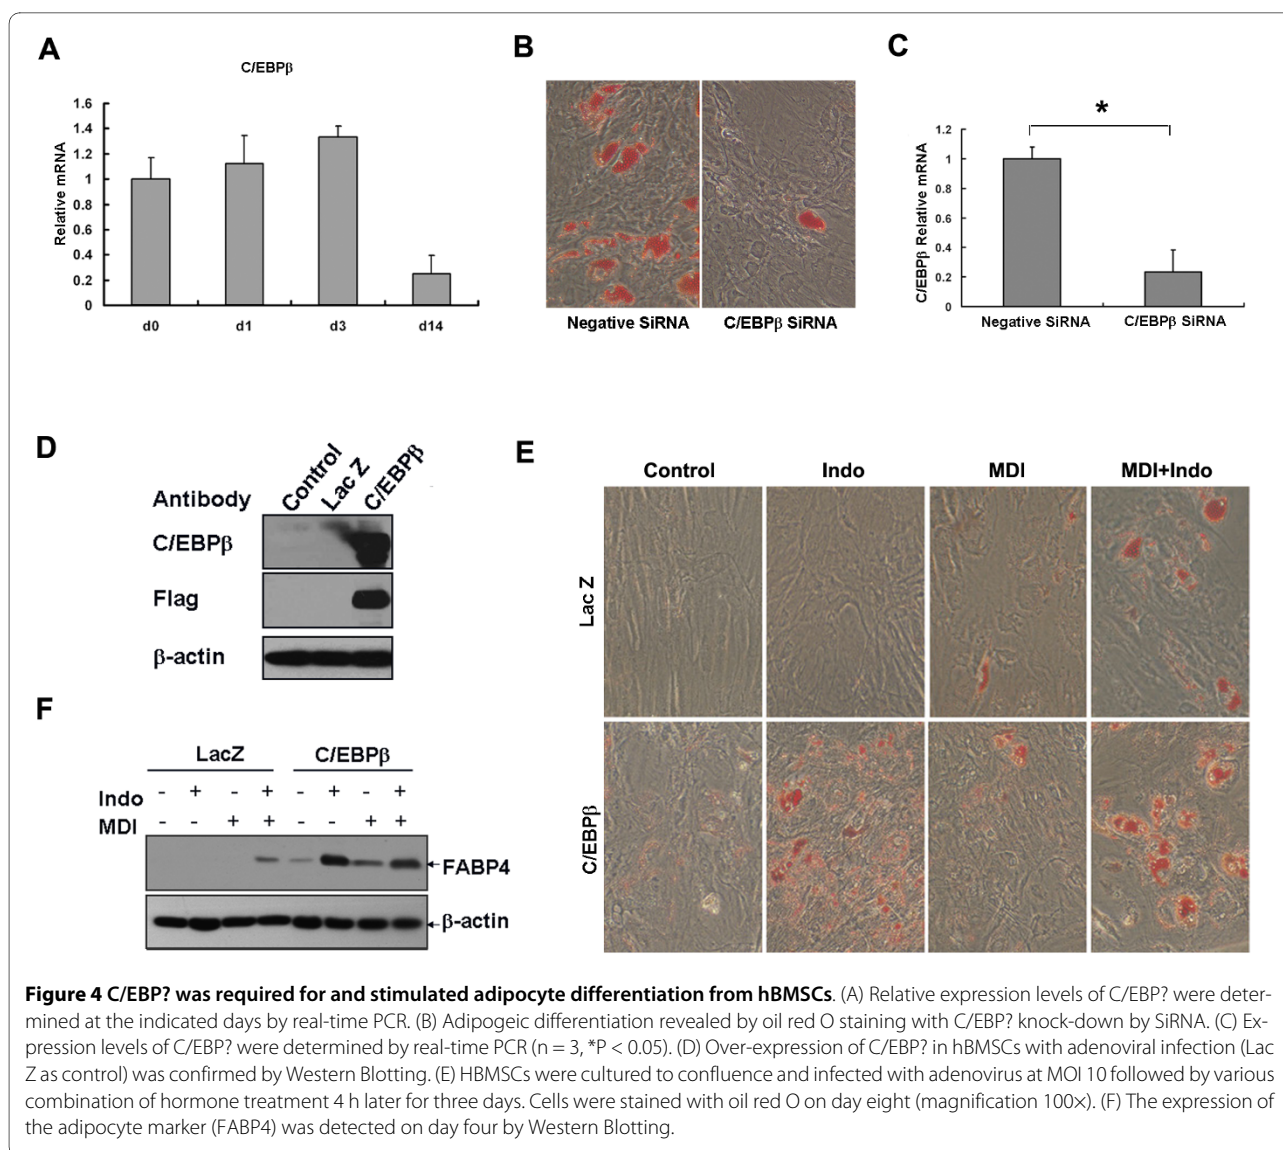 A
C/EBPβ
Relative mRNA
1.6
1.4
1.2
1
0.8
0.6
0.4
0.2
0
d0 d1 d3 d14
B
Negative SiRNA C/EBPβ SiRNA
C
*
C/EBPβ Relative mRNA
1.2
1
0.8
0.6
0.4
0.2
0
Negative SiRNA C/EBPβ SiRNA
D
Control Lac Z C/EBPβ
Antibody
C/EBPβ
Flag
β-actin
E
Control Indo MDI MDI+Indo
Lac Z
C/EBPβ
F
LacZ C/EBPβ
Indo - + - + - + - +
MDI - - + + - - + +
FABP4
β-actin
Figure 4 C/EBP? was required for and stimulated adipocyte differentiation from hBMSCs. (A) Relative expression levels of C/EBP? were deter-
mined at the indicated days by real-time PCR. (B) Adipogeic differentiation revealed by oil red O staining with C/EBP? knock-down by SiRNA. (C) Ex-
pression levels of C/EBP? were determined by real-time PCR (n = 3, *P < 0.05). (D) Over-expression of C/EBP? in hBMSCs with adenoviral infection (Lac
Z as control) was confirmed by Western Blotting. (E) HBMSCs were cultured to confluence and infected with adenovirus at MOI 10 followed by various
combination of hormone treatment 4 h later for three days. Cells were stained with oil red O on day eight (magnification 100×). (F) The expression of
the adipocyte marker (FABP4) was detected on day four by Western Blotting.